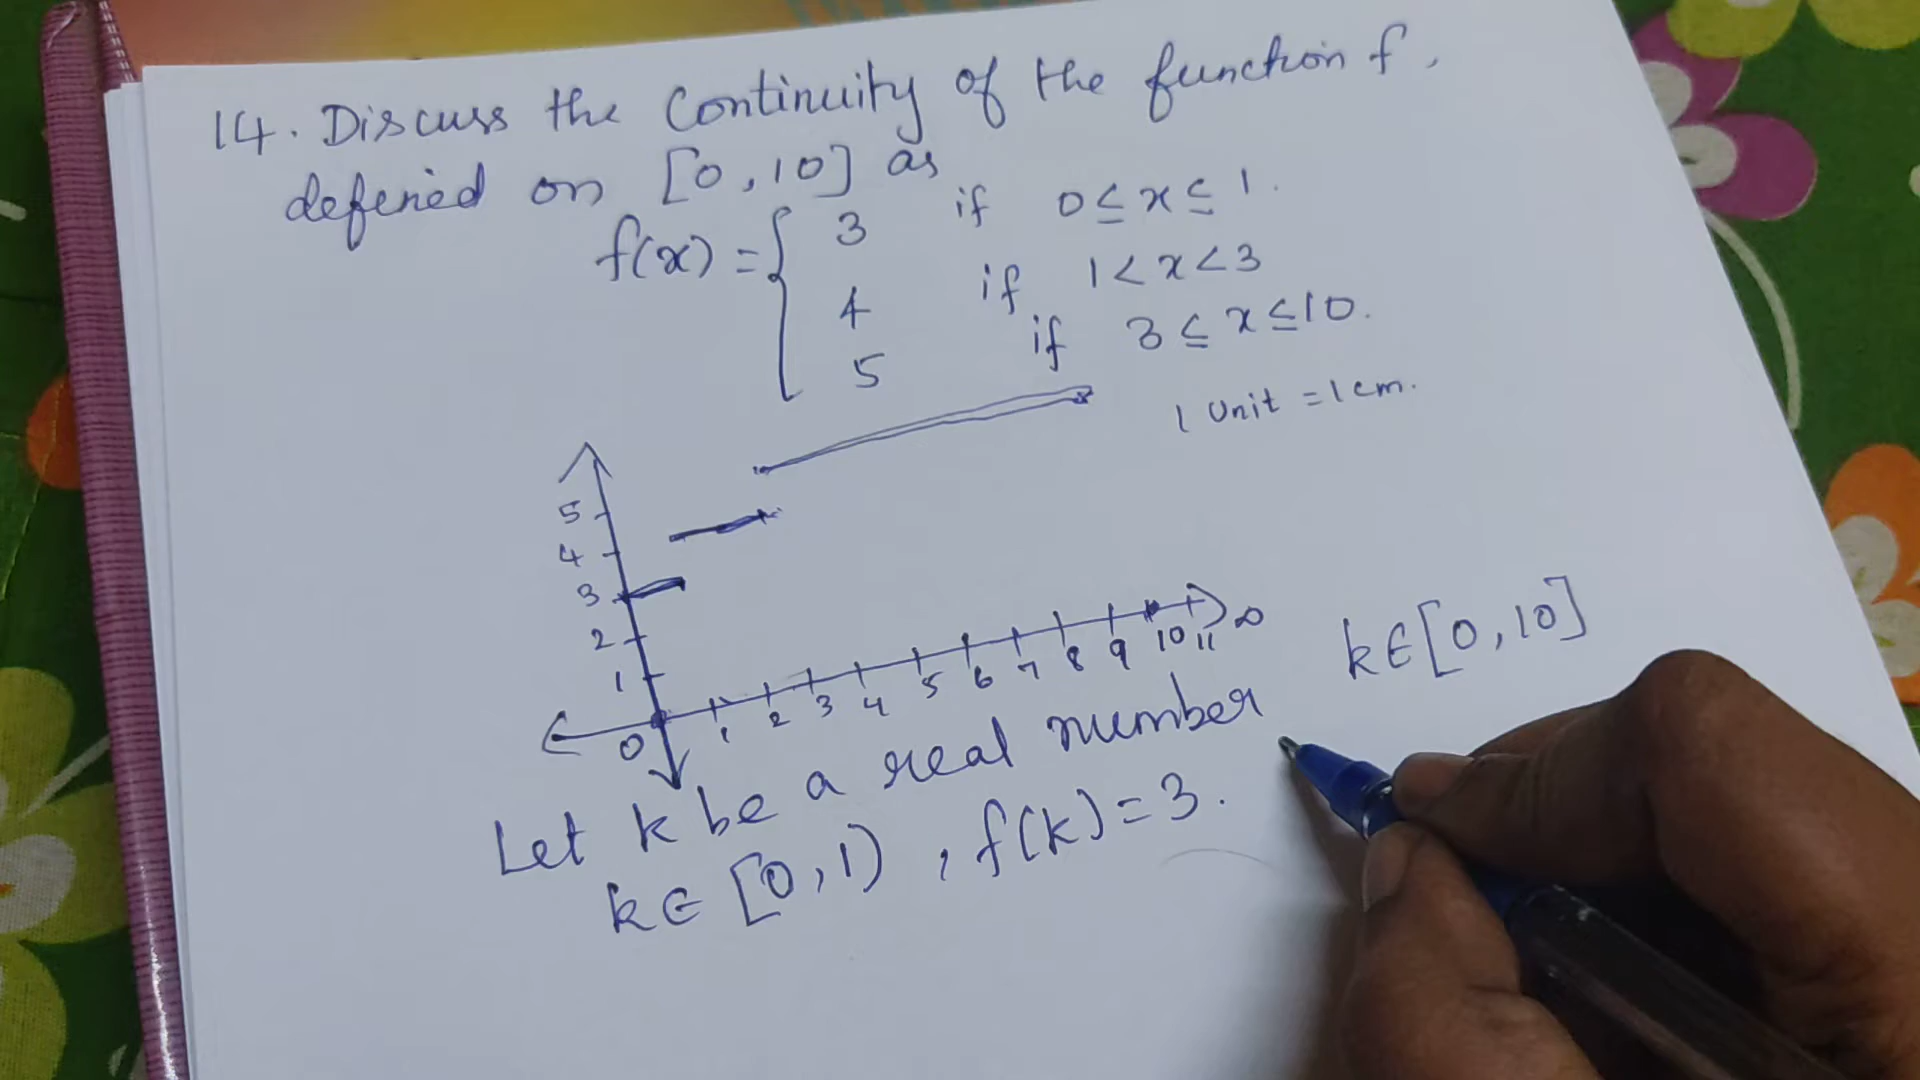 14. Discuss the Continuity of the function f,
defined on [0,10] as
f(x) = { 3 if 0 ≤ x ≤ 1.
4 if 1 < x < 3
5 if 3 ≤ x ≤ 10.
1 Unit = 1 cm.
5
4
3
2
1
0 1 2 3 4 5 6 7 8 9 10 11 ∞
Let k be a real number k ∈ [0,10]
k ∈ [0,1), f(k) = 3.